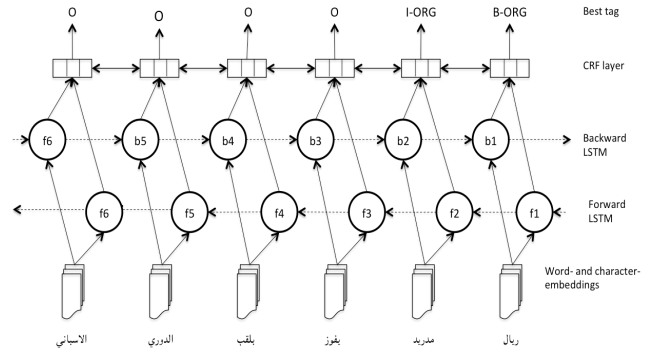 O O O O I-ORG B-ORG Best tag
CRF layer
f6 b5 b4 b3 b2 b1 Backward
LSTM
f6 f5 f4 f3 f2 f1 Forward
LSTM
Word- and character-
embeddings
ريال مدريد يفوز بلقب الدوري الاسباني